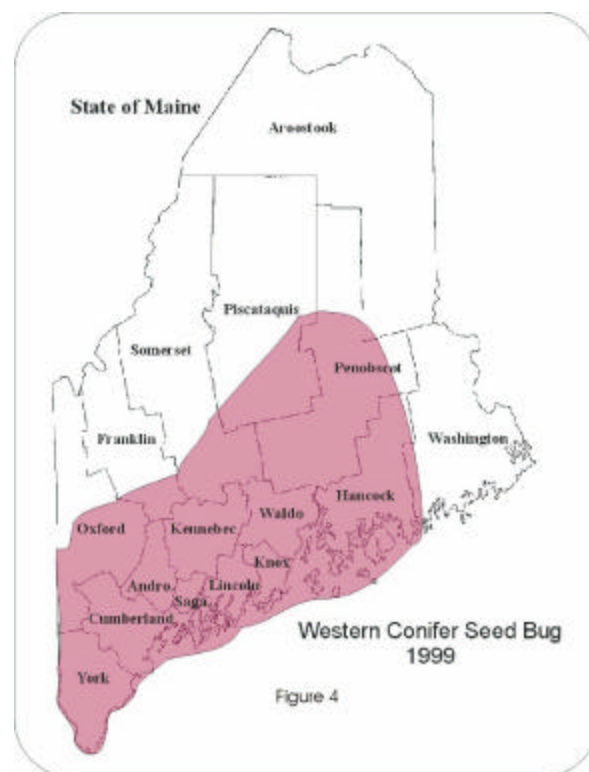 State of Maine
Aroostook
Piscataquis
Somerset
Penobscot
Franklin
Washington
Hancock
Waldo
Oxford
Kennebec
Knox
Andro.
Lincoln
Saga.
Cumberland
Western Conifer Seed Bug
1999
York
Figure 4